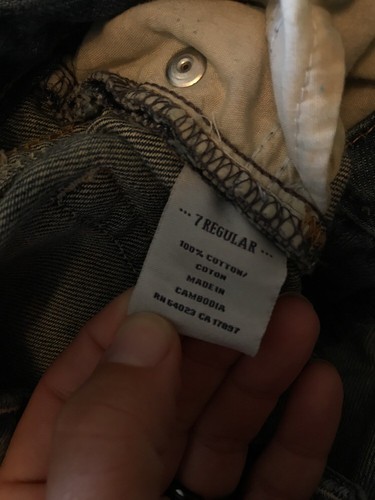 --- 7 REGULAR ---
100% COTTON/
COTON
MADE IN
CAMBODIA
RN 64023 CA 17897